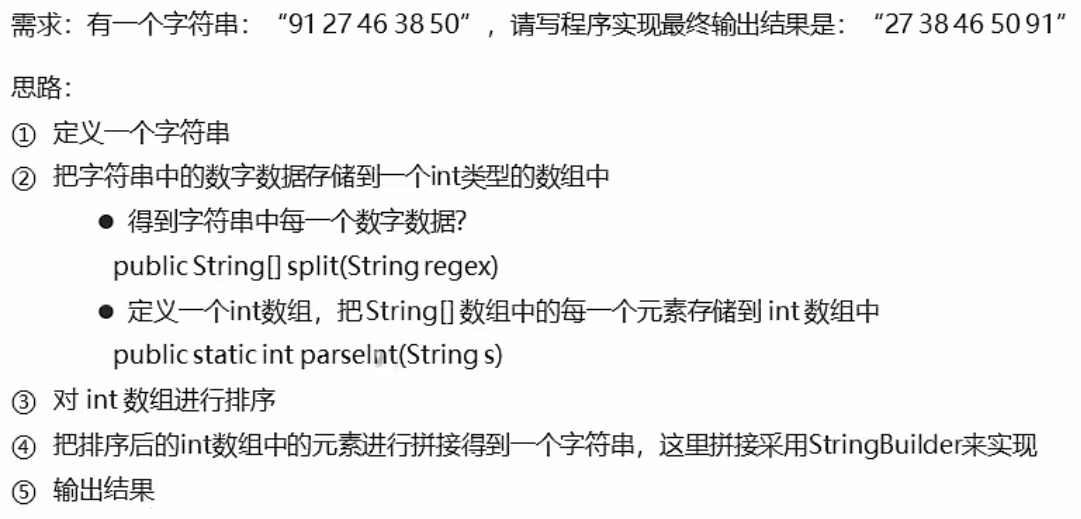 需求：有一个字符串：“91 27 46 38 50”，请写程序实现最终输出结果是：“27 38 46 50 91”
思路：
① 定义一个字符串
② 把字符串中的数字数据存储到一个int类型的数组中
● 得到字符串中每一个数字数据？
public String[] split(String regex)
● 定义一个int数组，把String[] 数组中的每一个元素存储到 int 数组中
public static int parseInt(String s)
③ 对 int 数组进行排序
④ 把排序后的int数组中的元素进行拼接得到一个字符串，这里拼接采用StringBuilder来实现
⑤ 输出结果